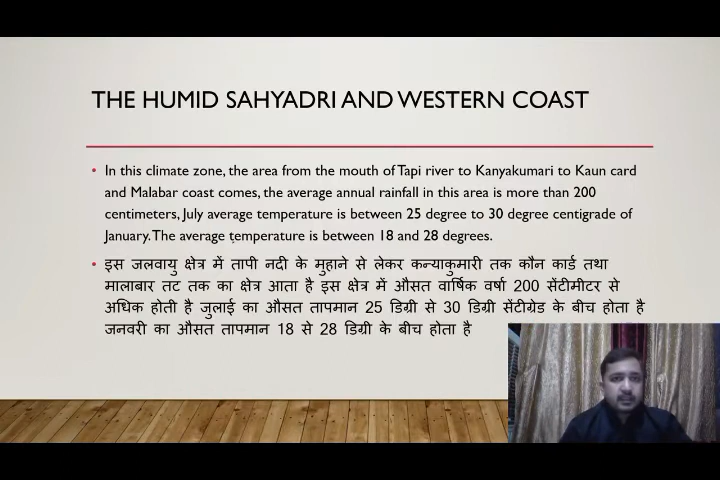 THE HUMID SAHYADRI AND WESTERN COAST
• In this climate zone, the area from the mouth of Tapi river to Kanyakumari to Kaun card
and Malabar coast comes, the average annual rainfall in this area is more than 200
centimeters, July average temperature is between 25 degree to 30 degree centigrade of
January. The average temperature is between 18 and 28 degrees.
• इस जलवायु क्षेत्र में तापी नदी के मुहाने से लेकर कन्याकुमारी तक कौन कार्ड तथा
मालाबार तट तक का क्षेत्र आता है इस क्षेत्र में औसत वार्षिक वर्षा 200 सेंटीमीटर से
अधिक होती है जुलाई का औसत तापमान 25 डिग्री से 30 डिग्री सेंटीग्रेड के बीच होता है
जनवरी का औसत तापमान 18 से 28 डिग्री के बीच होता है